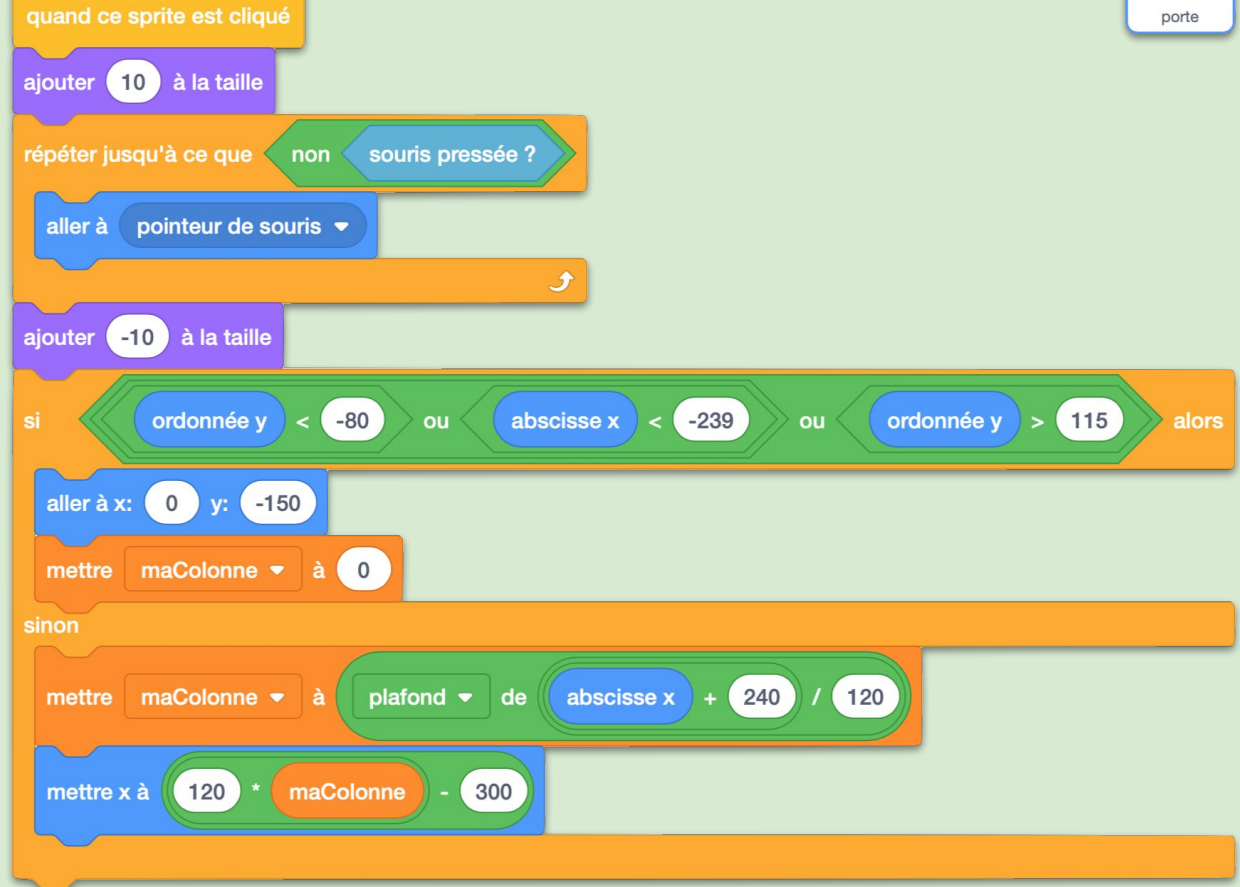 quand ce sprite est cliqué
porte
ajouter 10 à la taille
répéter jusqu'à ce que non souris pressée ?
aller à pointeur de souris
ajouter -10 à la taille
si ordonnée y < -80 ou abscisse x < -239 ou ordonnée y > 115 alors
aller à x: 0 y: -150
mettre maColonne à 0
sinon
mettre maColonne à plafond de abscisse x + 240 / 120
mettre x à 120 * maColonne - 300